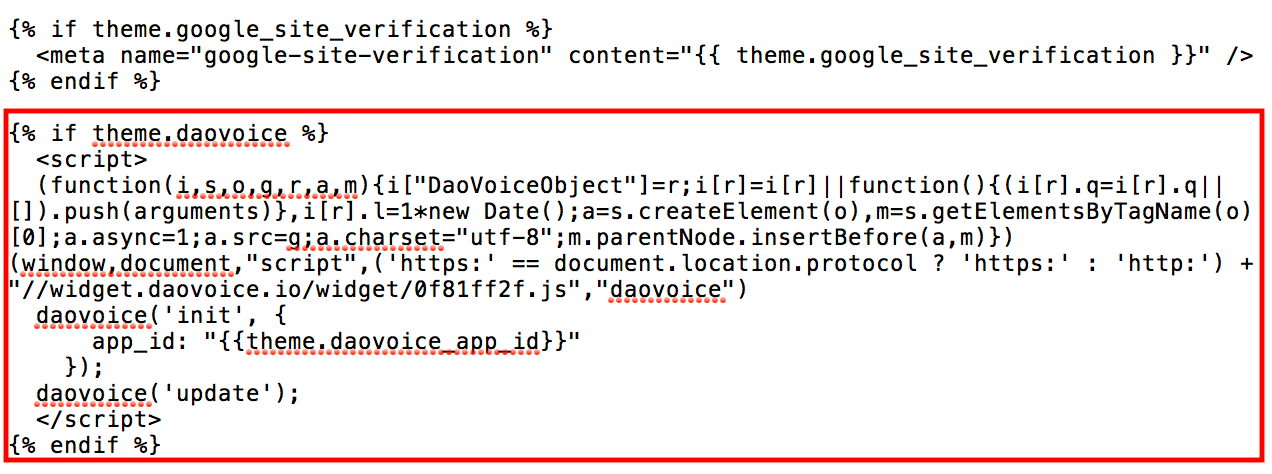 {% if theme.google_site_verification %}
  <meta name="google-site-verification" content="{{ theme.google_site_verification }}" />
{% endif %}
{% if theme.daovoice %}
  <script>
  (function(i,s,o,g,r,a,m){i["DaoVoiceObject"]=r;i[r]=i[r]||function(){(i[r].q=i[r].q||
[]).push(arguments)},i[r].l=1*new Date();a=s.createElement(o),m=s.getElementsByTagName(o)
[0];a.async=1;a.src=g;a.charset="utf-8";m.parentNode.insertBefore(a,m)})
(window,document,"script",('https:' == document.location.protocol ? 'https:' : 'http:') +
"//widget.daovoice.io/widget/0f81ff2f.js","daovoice")
  daovoice('init', {
      app_id: "{{theme.daovoice_app_id}}"
    });
  daovoice('update');
  </script>
{% endif %}